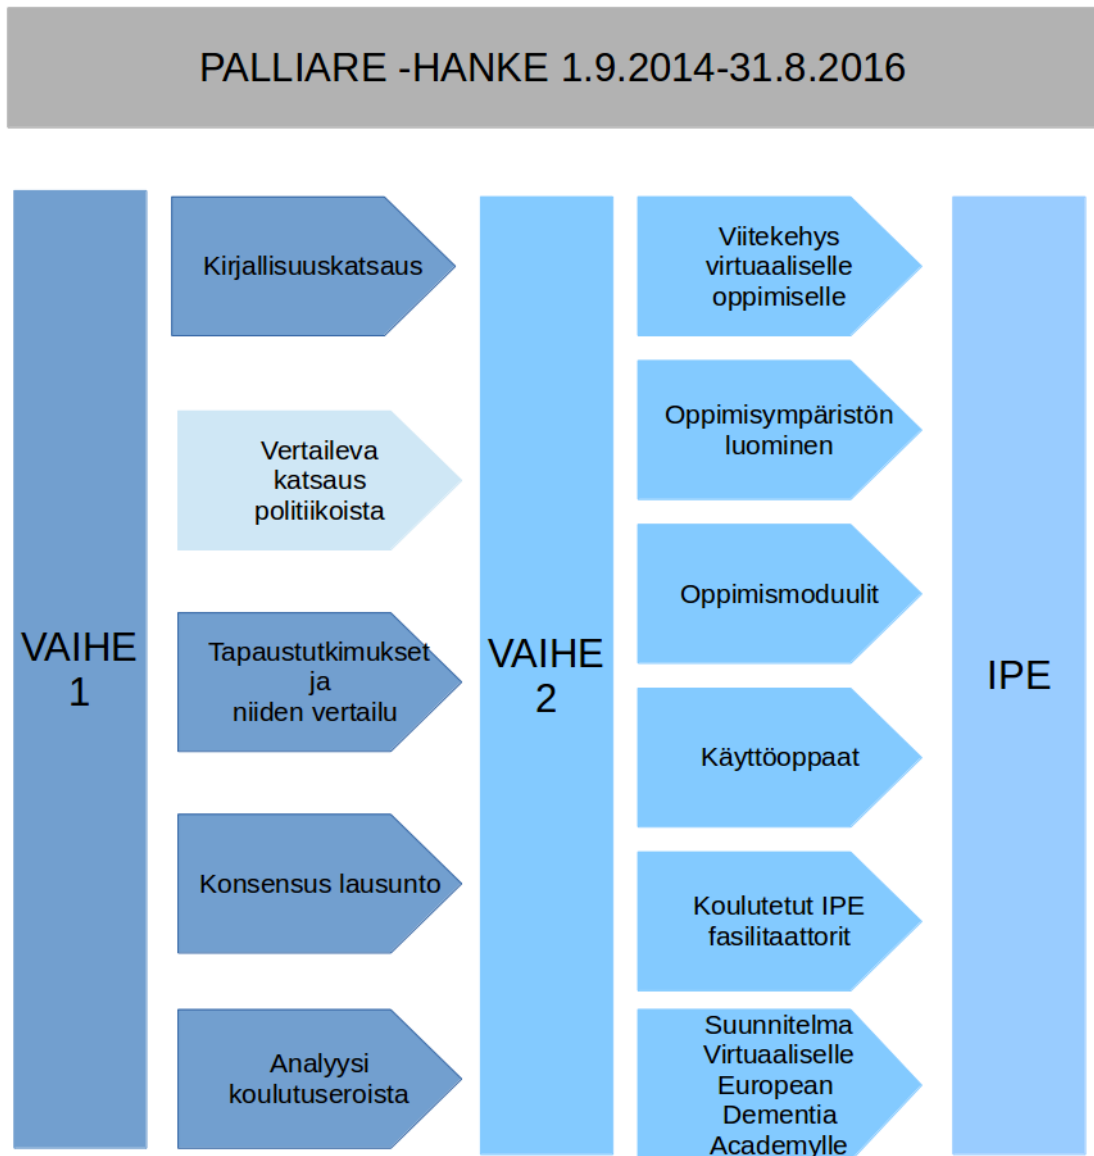 PALLIARE -HANKE 1.9.2014-31.8.2016
VAIHE
1
Kirjallisuuskatsaus
Vertaileva
katsaus
politiikoista
Tapaustutkimukset
ja
niiden vertailu
Konsensus lausunto
Analyysi
koulutuseroista
VAIHE
2
Viitekehys
virtuaaliselle
oppimiselle
Oppimisympäristön
luominen
Oppimismoduulit
Käyttöoppaat
Koulutetut IPE
fasilitaattorit
Suunnitelma
Virtuaaliselle
European
Dementia
Academylle
IPE